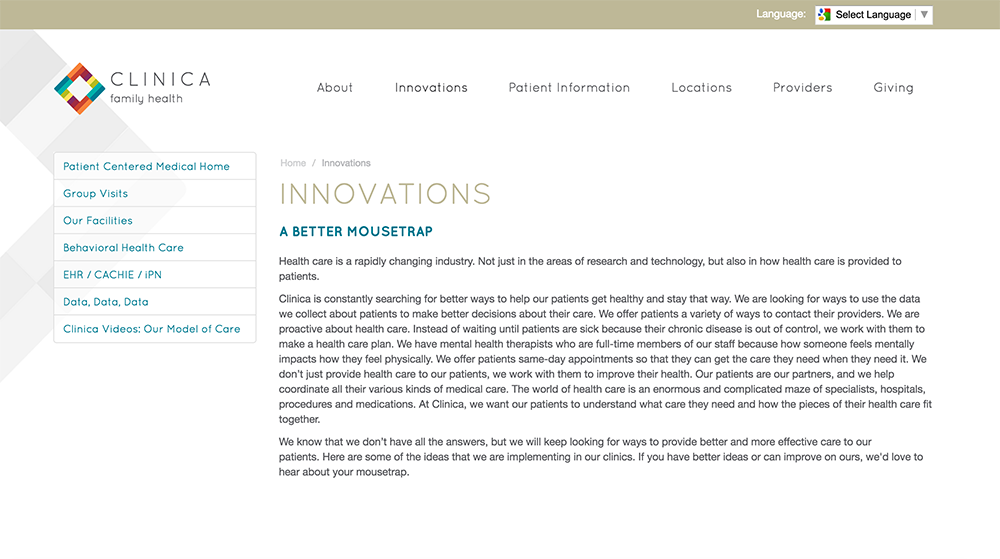 Language: Select Language
CLINICA
family health
About Innovations Patient Information Locations Providers Giving
Patient Centered Medical Home
Group Visits
Our Facilities
Behavioral Health Care
EHR / CACHIE / iPN
Data, Data, Data
Clinica Videos: Our Model of Care
Home / Innovations
INNOVATIONS
A BETTER MOUSETRAP
Health care is a rapidly changing industry. Not just in the areas of research and technology, but also in how health care is provided to
patients.
Clinica is constantly searching for better ways to help our patients get healthy and stay that way. We are looking for ways to use the data
we collect about patients to make better decisions about their care. We offer patients a variety of ways to contact their providers. We are
proactive about health care. Instead of waiting until patients are sick because their chronic disease is out of control, we work with them to
make a health care plan. We have mental health therapists who are full-time members of our staff because how someone feels mentally
impacts how they feel physically. We offer patients same-day appointments so that they can get the care they need when they need it. We
don't just provide health care to our patients, we work with them to improve their health. Our patients are our partners, and we help
coordinate all their various kinds of medical care. The world of health care is an enormous and complicated maze of specialists, hospitals,
procedures and medications. At Clinica, we want our patients to understand what care they need and how the pieces of their health care fit
together.
We know that we don't have all the answers, but we will keep looking for ways to provide better and more effective care to our
patients. Here are some of the ideas that we are implementing in our clinics. If you have better ideas or can improve on ours, we'd love to
hear about your mousetrap.